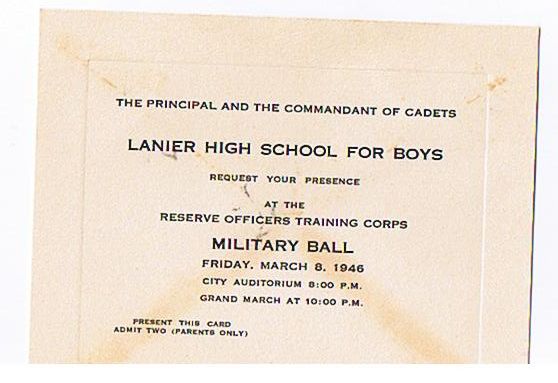 THE PRINCIPAL AND THE COMMANDANT OF CADETS
LANIER HIGH SCHOOL FOR BOYS
REQUEST YOUR PRESENCE
AT THE
RESERVE OFFICERS TRAINING CORPS
MILITARY BALL
FRIDAY, MARCH 8, 1946
CITY AUDITORIUM 8:00 P.M.
GRAND MARCH AT 10:00 P.M.
PRESENT THIS CARD
ADMIT TWO (PARENTS ONLY)